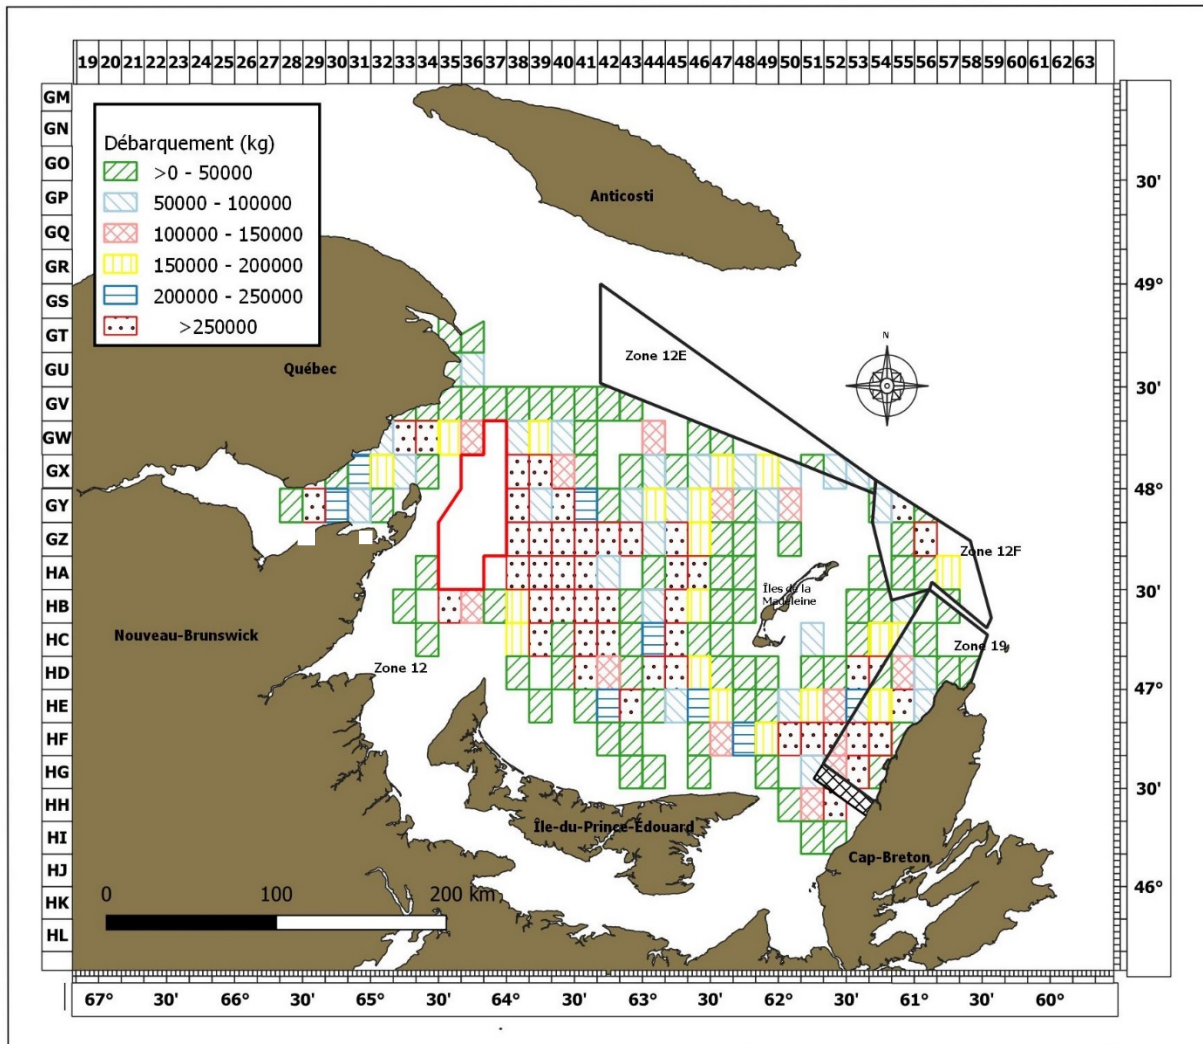 19 20 21 22 23 24 25 26 27 28 29 30 31 32 33 34 35 36 37 38 39 40 42 43 44 45 46 47 48 49 50 51 52 53 54 55 56 57 58 59 60 61 62 63
GM
GN
GO
GP
GQ
GR
GS
GT
GU
GV
GW
GX
GY
GZ
HA
HB
HC
HD
HE
HF
HG
HH
HI
HJ
HK
HL
Débarquement (kg)
>0 - 50000
50000 - 100000
100000 - 150000
150000 - 200000
200000 - 250000
>250000
Anticosti
Zone 12E
N
Québec
Zone 12F
Îles de la
Madeleine
Nouveau-Brunswick
Zone 19
Zone 12
Île-du-Prince-Édouard
Cap-Breton
0 100 200 km
30'
49°
30'
48°
30'
47°
30'
46°
67° 30' 66° 30' 65° 30' 64° 30' 63° 30' 62° 30' 61° 30' 60°